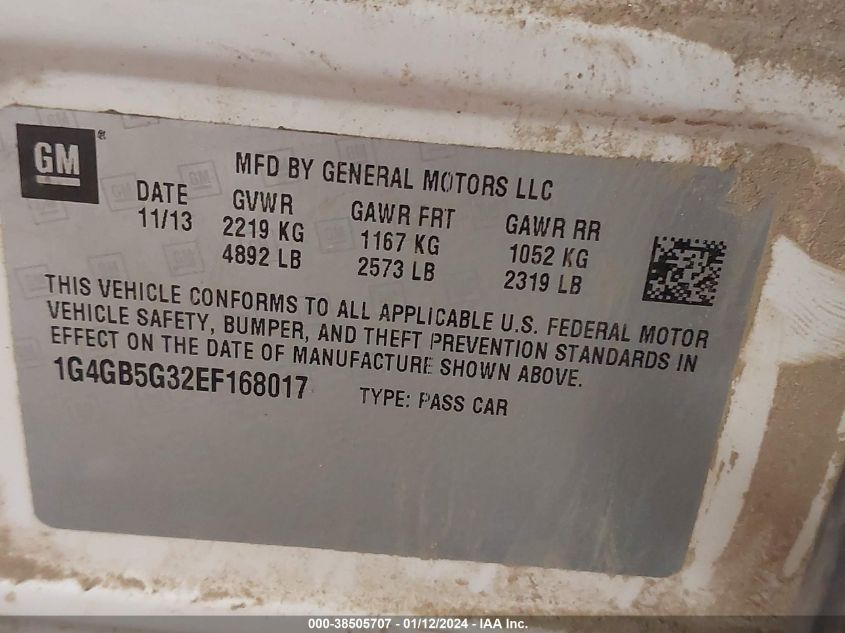 GM ®
MFD BY GENERAL MOTORS LLC
DATE GVWR GAWR FRT GAWR RR
11/13 2219 KG 1167 KG 1052 KG
4892 LB 2573 LB 2319 LB
THIS VEHICLE CONFORMS TO ALL APPLICABLE U.S. FEDERAL MOTOR
VEHICLE SAFETY, BUMPER, AND THEFT PREVENTION STANDARDS IN
EFFECT ON THE DATE OF MANUFACTURE SHOWN ABOVE.
1G4GB5G32EF168017 TYPE: PASS CAR
000-38505707 - 01/12/2024 - IAA Inc.